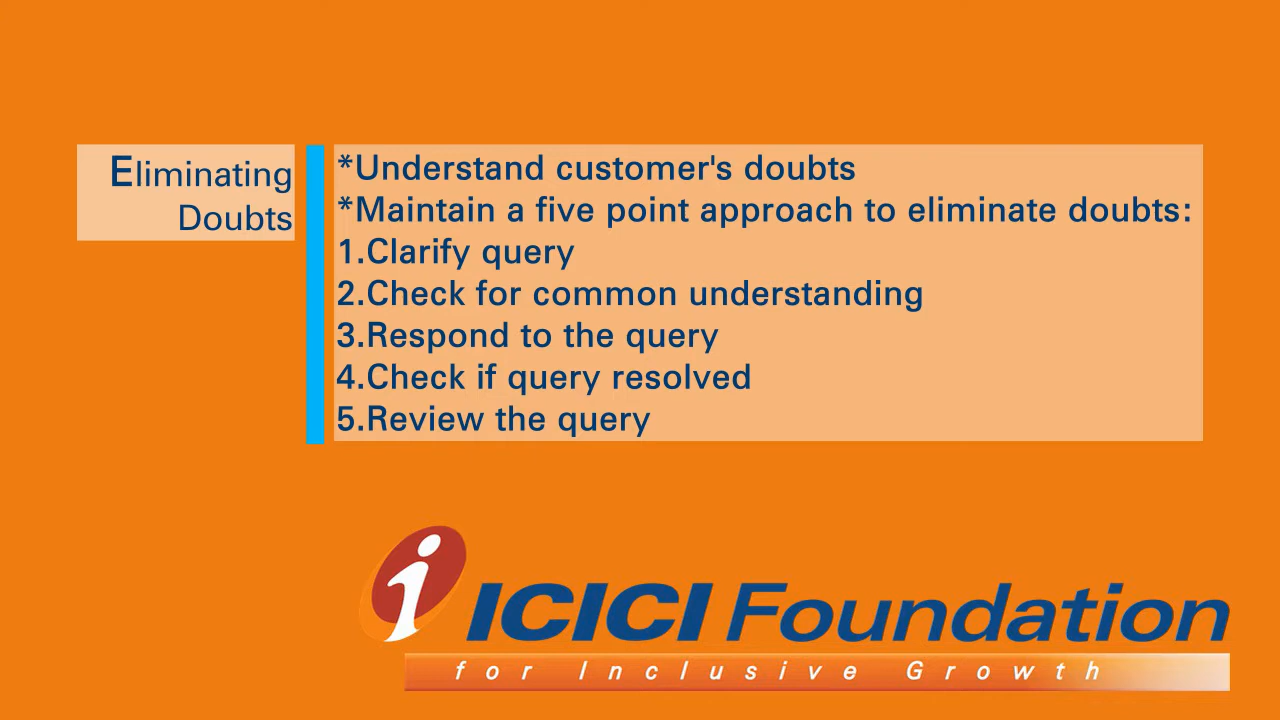 Eliminating
Doubts
*Understand customer's doubts
*Maintain a five point approach to eliminate doubts:
1.Clarify query
2.Check for common understanding
3.Respond to the query
4.Check if query resolved
5.Review the query
i ICICI Foundation
for Inclusive Growth